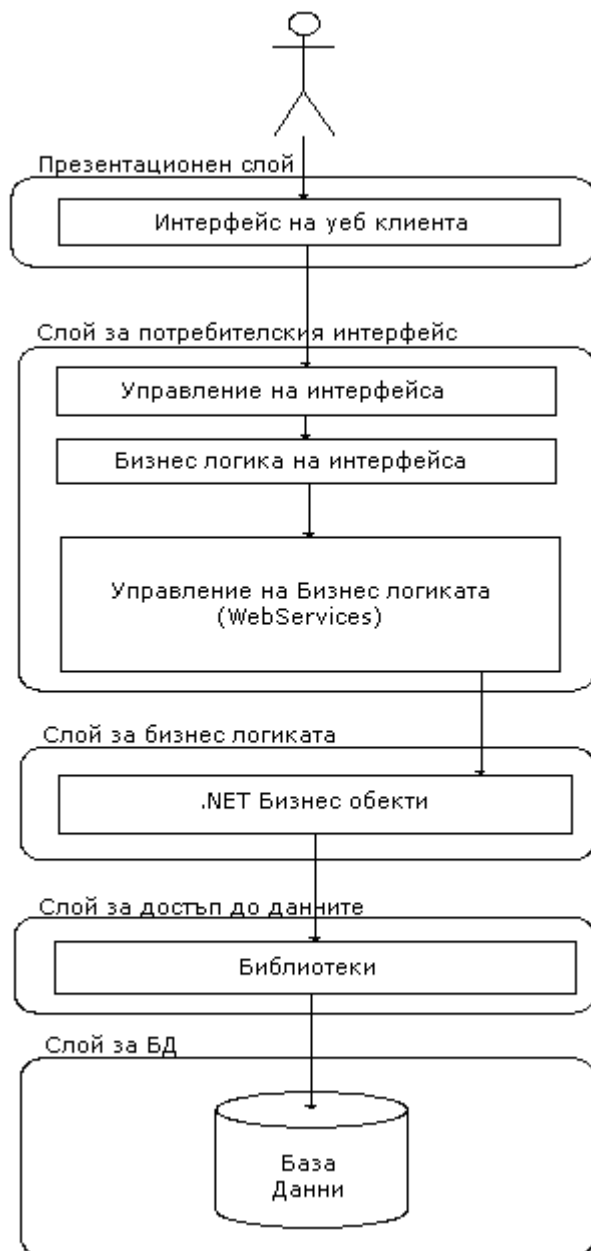 Презентационен слой
Интерфейс на уеб клиента
Слой за потребителския интерфейс
Управление на интерфейса
Бизнес логика на интерфейса
Управление на Бизнес логиката
(WebServices)
Слой за бизнес логиката
.NET Бизнес обекти
Слой за достъп до данните
Библиотеки
Слой за БД
База
Данни